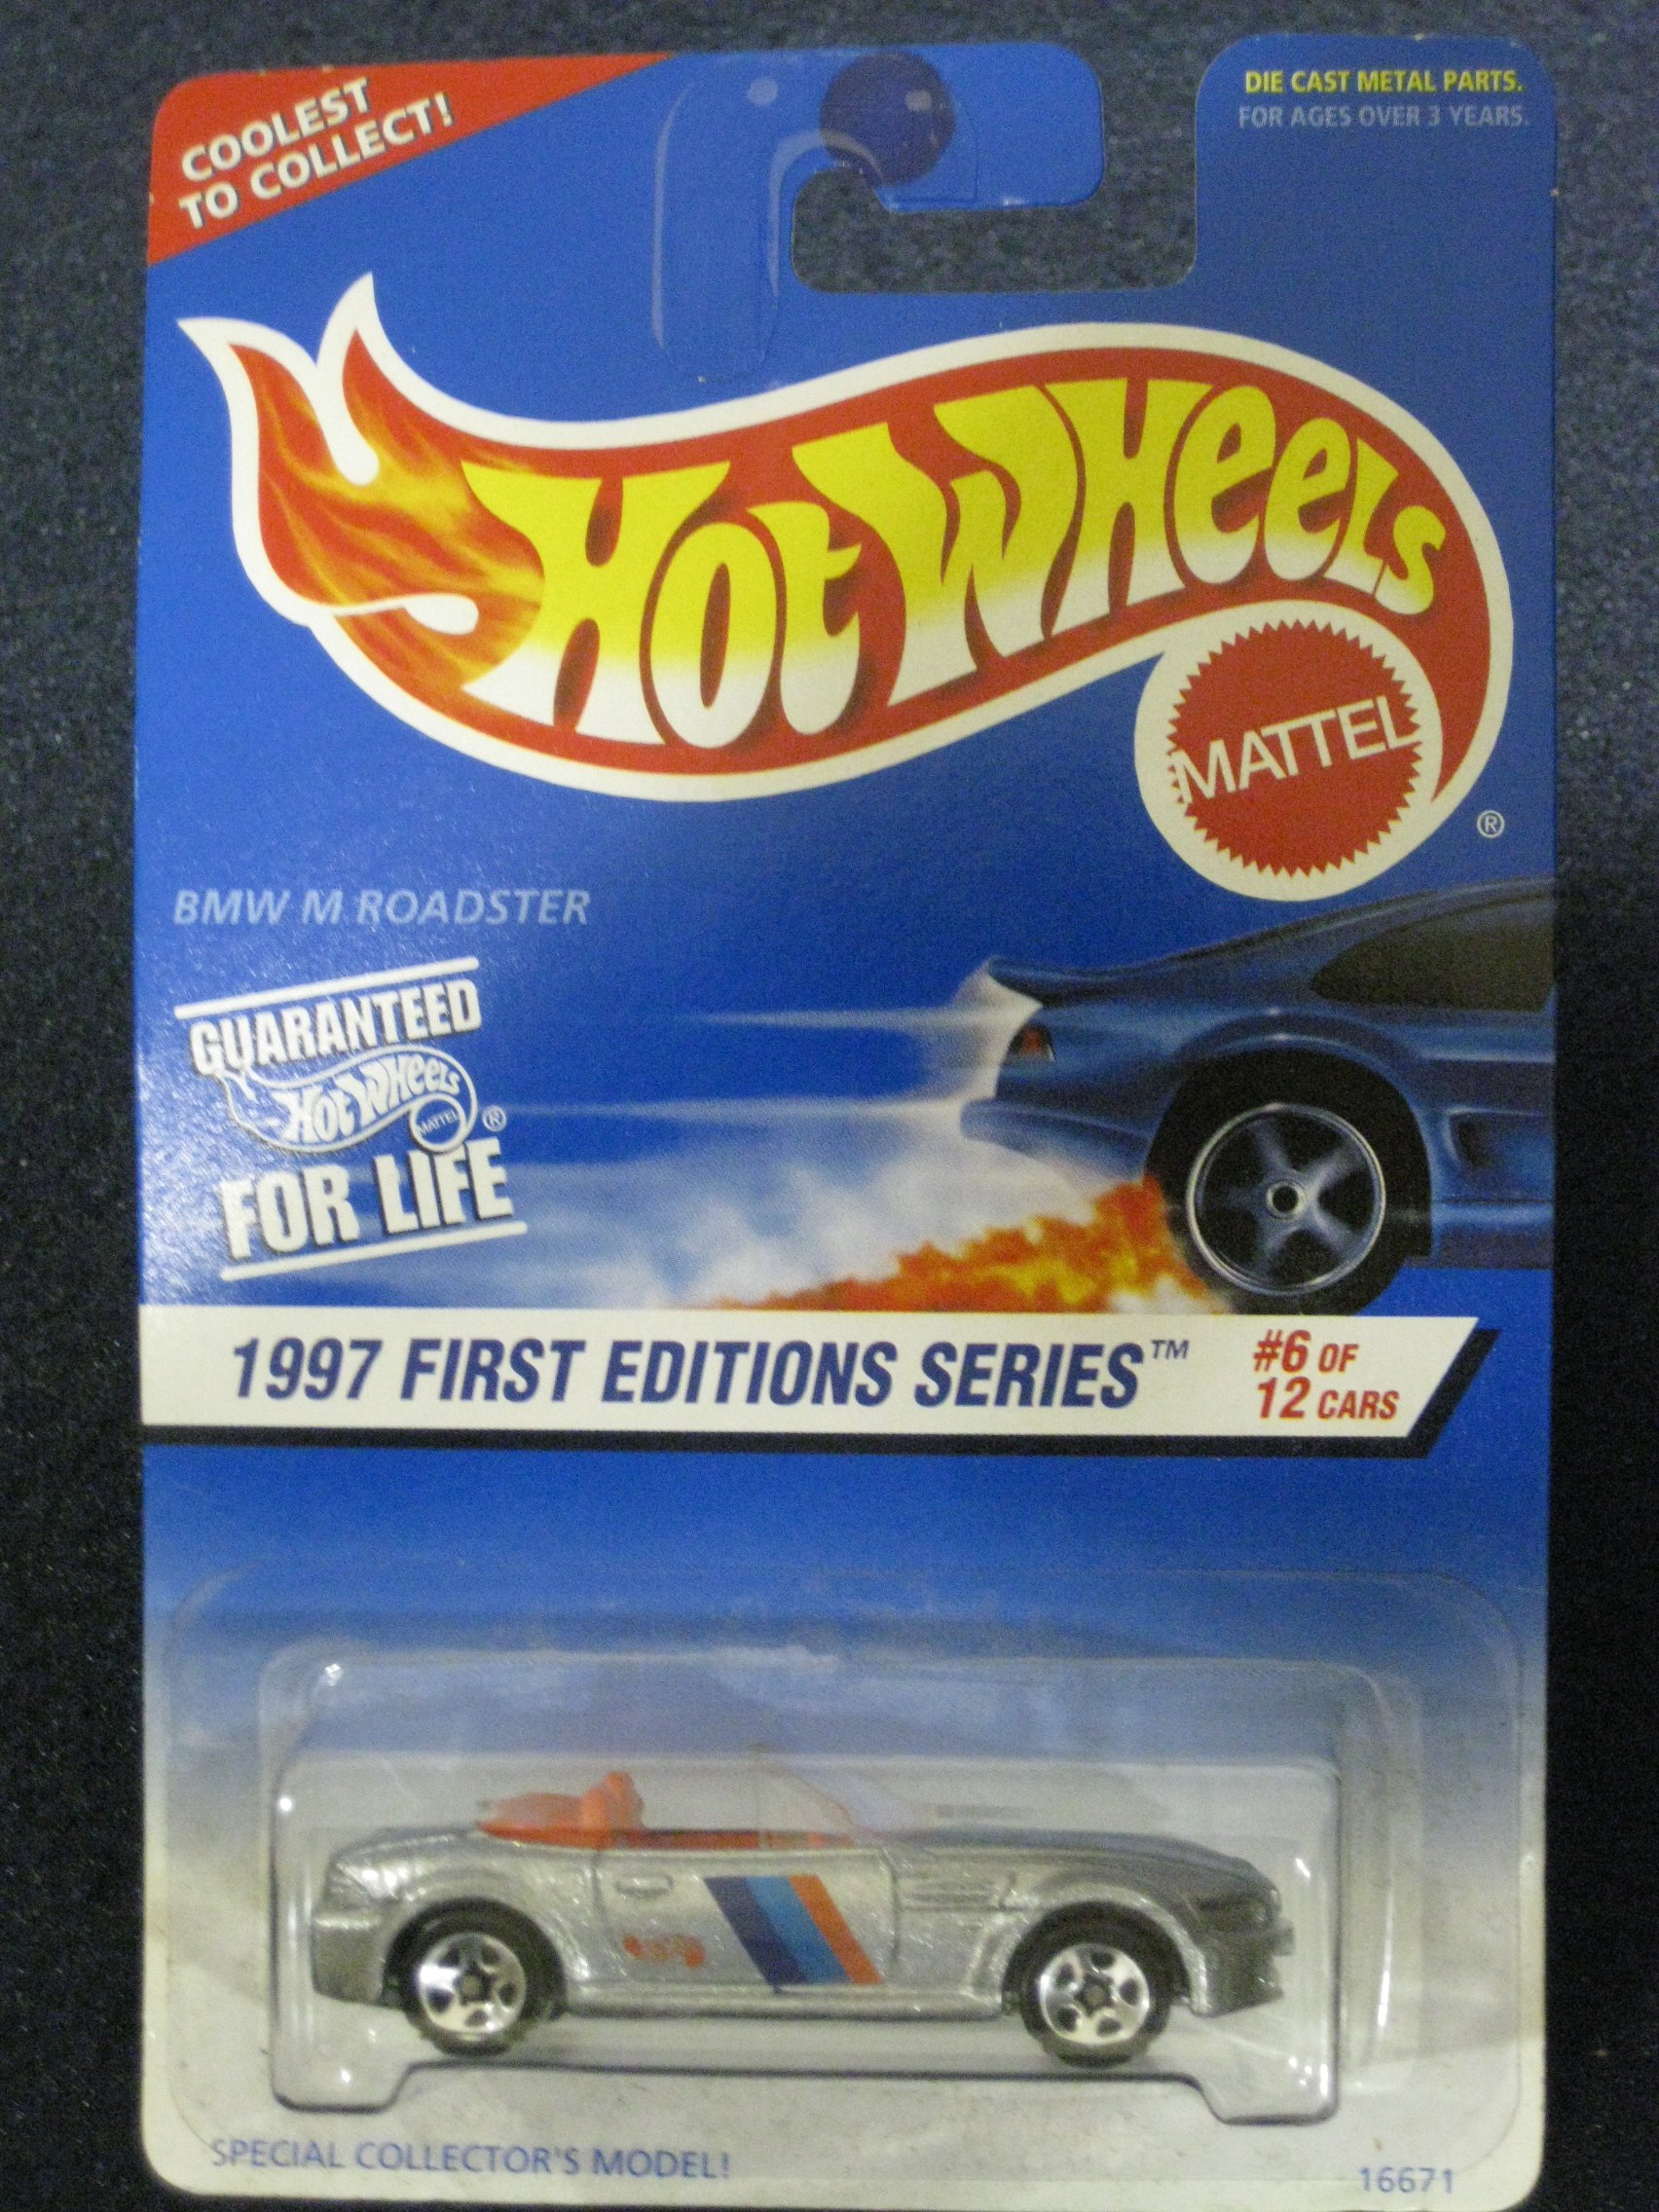 COOLEST
TO COLLECT!
DIE CAST METAL PARTS.
FOR AGES OVER 3 YEARS.
HOT WHEELS
MATTEL
®
BMW M ROADSTER
GUARANTEED
HOT WHEELS
MATTEL ®
FOR LIFE
1997 FIRST EDITIONS SERIES™
#6 OF
12 CARS
SPECIAL COLLECTOR'S MODEL!
16671